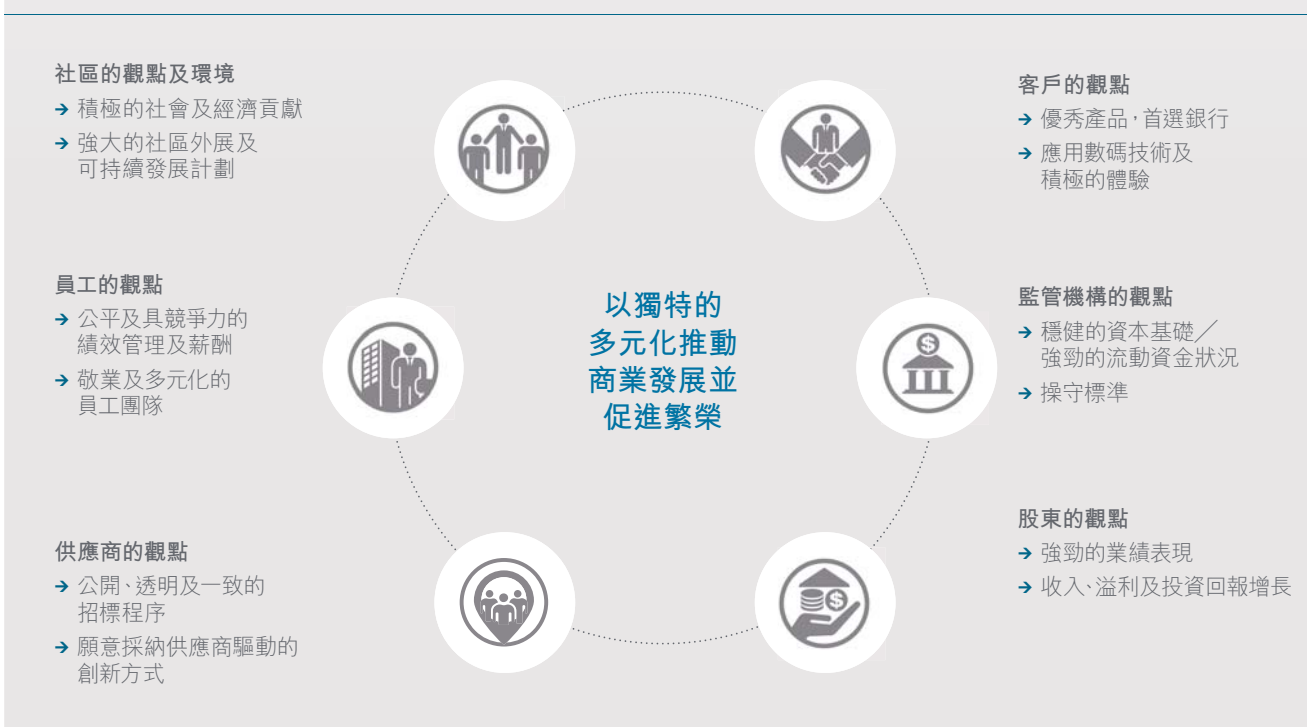 社區的觀點及環境
→ 積極的社會及經濟貢獻
→ 強大的社區外展及
可持續發展計劃
員工的觀點
→ 公平及具競爭力的
績效管理及薪酬
→ 敬業及多元化的
員工團隊
供應商的觀點
→ 公開、透明及一致的
招標程序
→ 願意採納供應商驅動的
創新方式
以獨特的
多元化推動
商業發展並
促進繁榮
客戶的觀點
→ 優秀產品，首選銀行
→ 應用數碼技術及
積極的體驗
監管機構的觀點
→ 穩健的資本基礎／
強勁的流動資金狀況
→ 操守標準
$
股東的觀點
→ 強勁的業績表現
→ 收入、溢利及投資回報增長
$